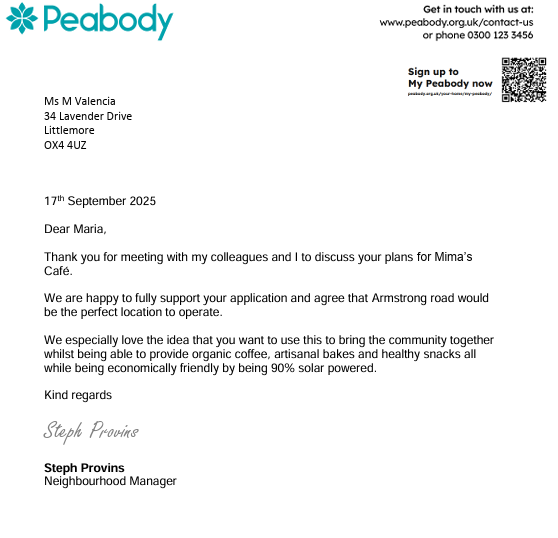 Peabody
Get in touch with us at:
www.peabody.org.uk/contact-us
or phone 0300 123 3456
Sign up to
My Peabody now
peabody.org.uk/your-home/my-peabody/
Ms M Valencia
34 Lavender Drive
Littlemore
OX4 4UZ
17th September 2025
Dear Maria,
Thank you for meeting with my colleagues and I to discuss your plans for Mima's
Café.
We are happy to fully support your application and agree that Armstrong road would
be the perfect location to operate.
We especially love the idea that you want to use this to bring the community together
whilst being able to provide organic coffee, artisanal bakes and healthy snacks all
while being economically friendly by being 90% solar powered.
Kind regards
Steph Provins
Steph Provins
Neighbourhood Manager